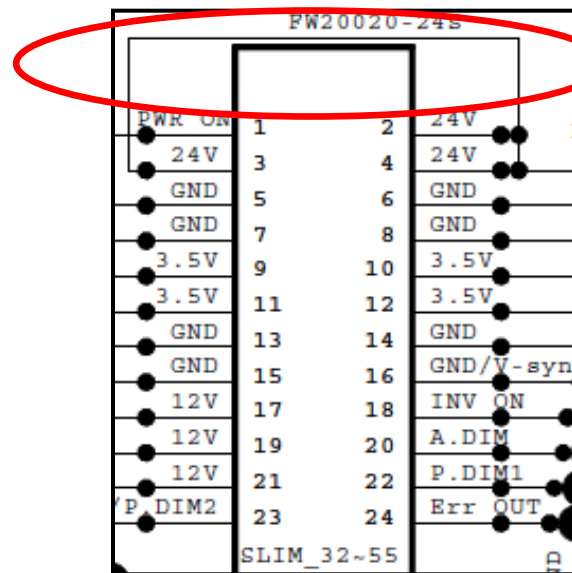 FW20020-24S
PWR ON 1 2 24V
24V 3 4 24V
GND 5 6 GND
GND 7 8 GND
3.5V 9 10 3.5V
3.5V 11 12 3.5V
GND 13 14 GND
GND 15 16 GND/V-syn
12V 17 18 INV ON
12V 19 20 A.DIM
12V 21 22 P.DIM1
/P.DIM2 23 24 Err OUT
SLIM_32~55
ND